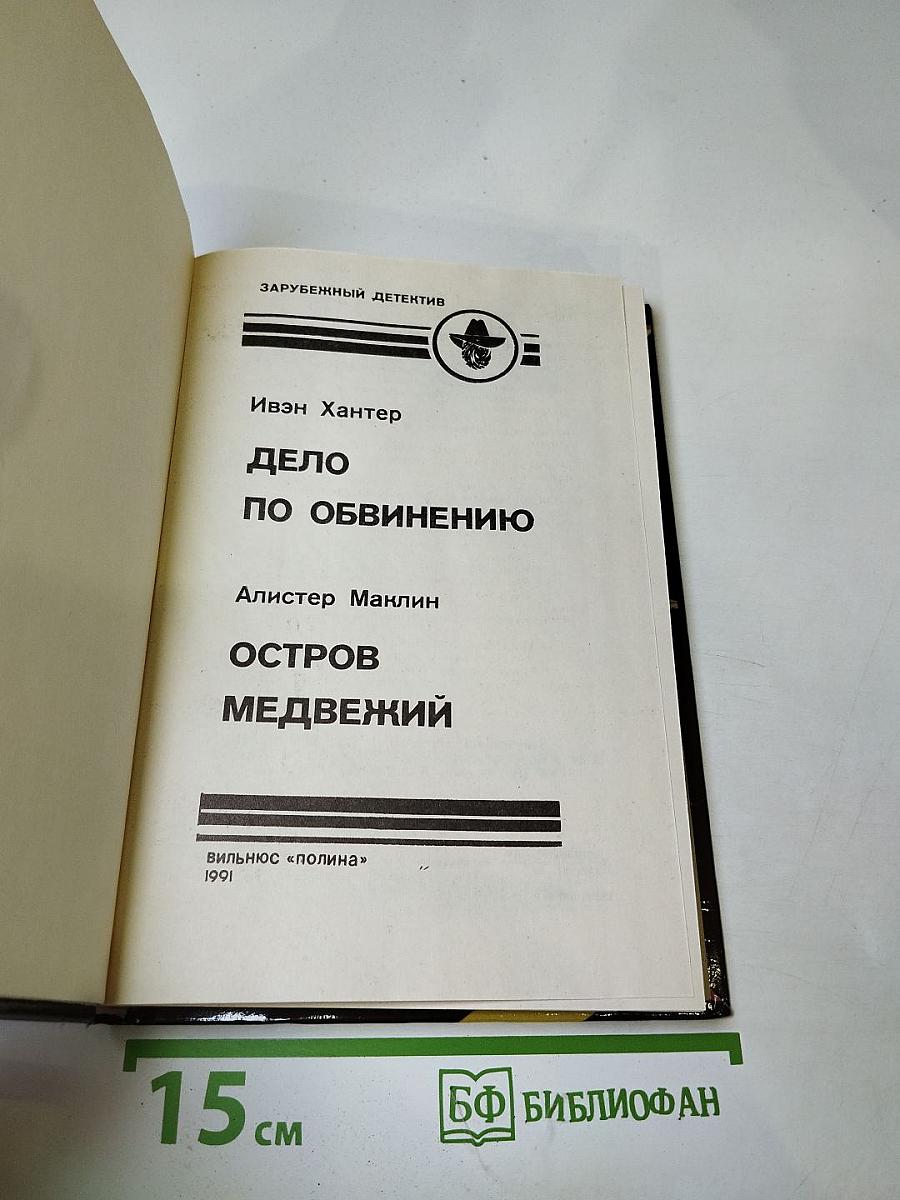 ЗАРУБЕЖНЫЙ ДЕТЕКТИВ
Ивэн Хантер
ДЕЛО
ПО ОБВИНЕНИЮ
Алистер Маклин
ОСТРОВ
МЕДВЕЖИЙ
ВИЛЬНЮС «ПОЛИНА»
1991
15 см
БФ БИБЛИОФАН